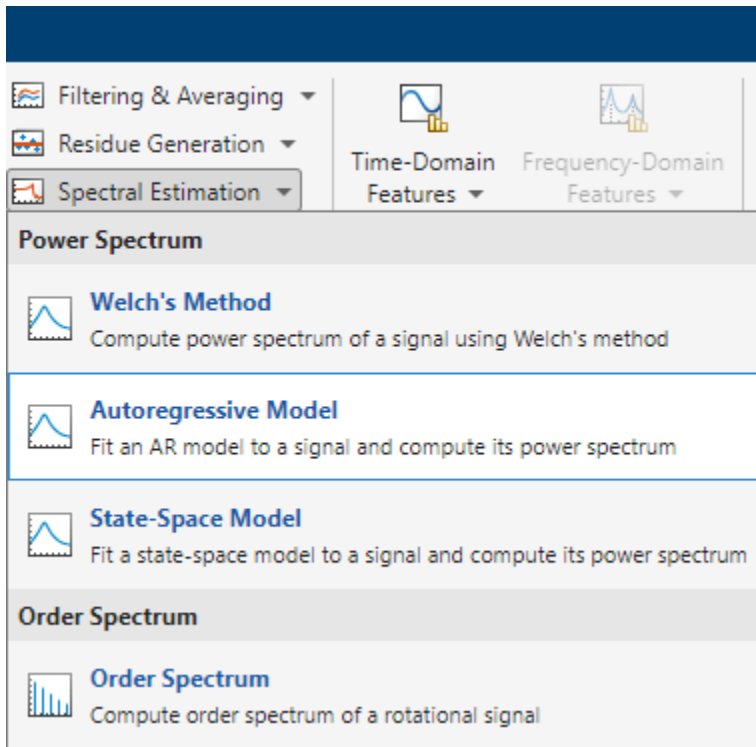 Filtering & Averaging
Residue Generation
Spectral Estimation
Time-Domain
Features
Frequency-Domain
Features
Power Spectrum
Welch's Method
Compute power spectrum of a signal using Welch's method
Autoregressive Model
Fit an AR model to a signal and compute its power spectrum
State-Space Model
Fit a state-space model to a signal and compute its power spectrum
Order Spectrum
Order Spectrum
Compute order spectrum of a rotational signal